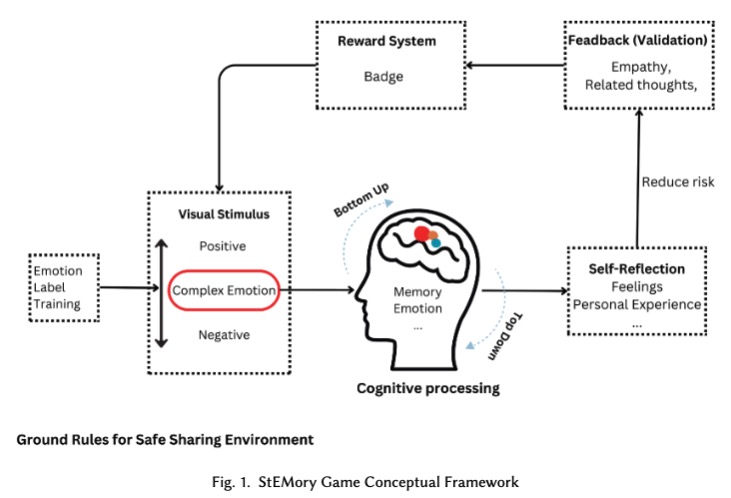 Reward System
Badge
Feadback (Validation)
Empathy,
Related thoughts,
Reduce risk
Bottom Up
Visual Stimulus
Positive
Complex Emotion
Negative
Emotion
Label
Training
Memory
Emotion
...
Top Down
Cognitive processing
Self-Reflection
Feelings
Personal Experience
...
Ground Rules for Safe Sharing Environment
Fig. 1. StEMory Game Conceptual Framework